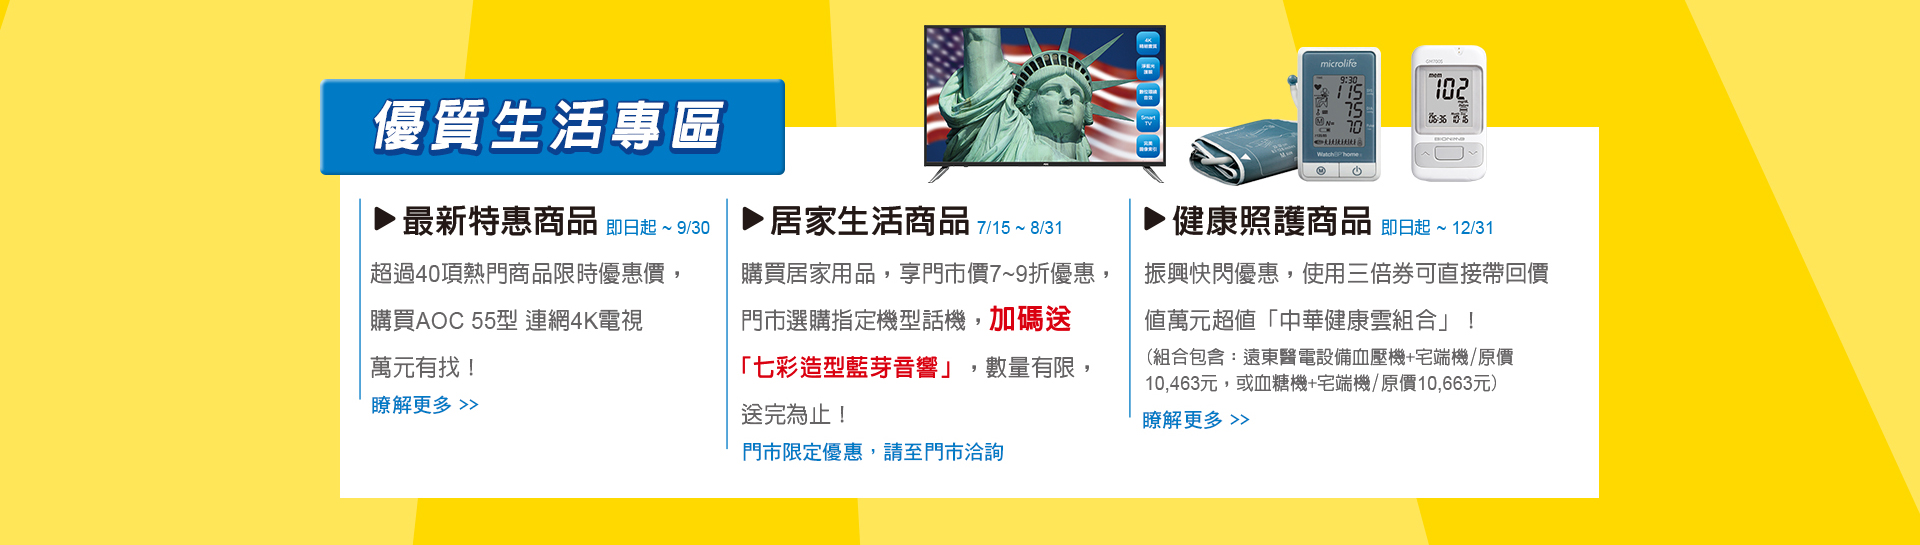 優質生活專區
4K
Smart
TV
microlife
9:30
115
75
70
WatchBP home
M
GM700S
mem
102
BIONIME
▶最新特惠商品 即日起 ~ 9/30
超過40項熱門商品限時優惠價，
購買AOC 55型 連網4K電視
萬元有找！
瞭解更多 >>
▶居家生活商品 7/15 ~ 8/31
購買居家用品，享門市價7~9折優惠，
門市選購指定機型話機，加碼送
「七彩造型藍芽音響」，數量有限，
送完為止！
門市限定優惠，請至門市洽詢
▶健康照護商品 即日起 ~ 12/31
振興快閃優惠，使用三倍券可直接帶回價
值萬元超值「中華健康雲組合」！
（組合包含：遠東醫電設備血壓機+宅端機/原價
10,463元，或血糖機+宅端機/原價10,663元）
瞭解更多 >>